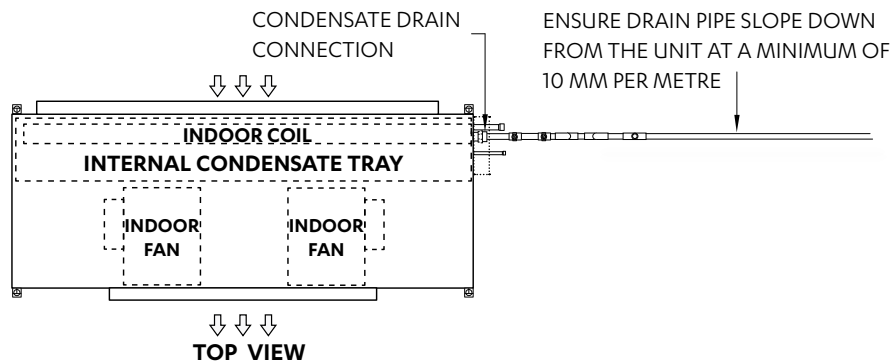 CONDENSATE DRAIN
CONNECTION
ENSURE DRAIN PIPE SLOPE DOWN
FROM THE UNIT AT A MINIMUM OF
10 MM PER METRE
INDOOR COIL
INTERNAL CONDENSATE TRAY
INDOOR
FAN
INDOOR
FAN
TOP VIEW